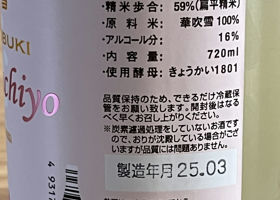 BUKI
chiyo
・精米歩合: 59%(扁平精米)
・原料米: 華吹雪100%
・アルコール分: 16%
・内容量: 720ml
・使用酵母: きょうかい1801
品質保持のため、できるだけ冷蔵保
管をお願い致します。開封後はなる
べく早くお召し上がり下さい。
※炭素濾過処理をしていないお酒です
ので、おりが沈殿している場合がござ
いますが品質には問題ありません。
製造年月 25.03
4 931